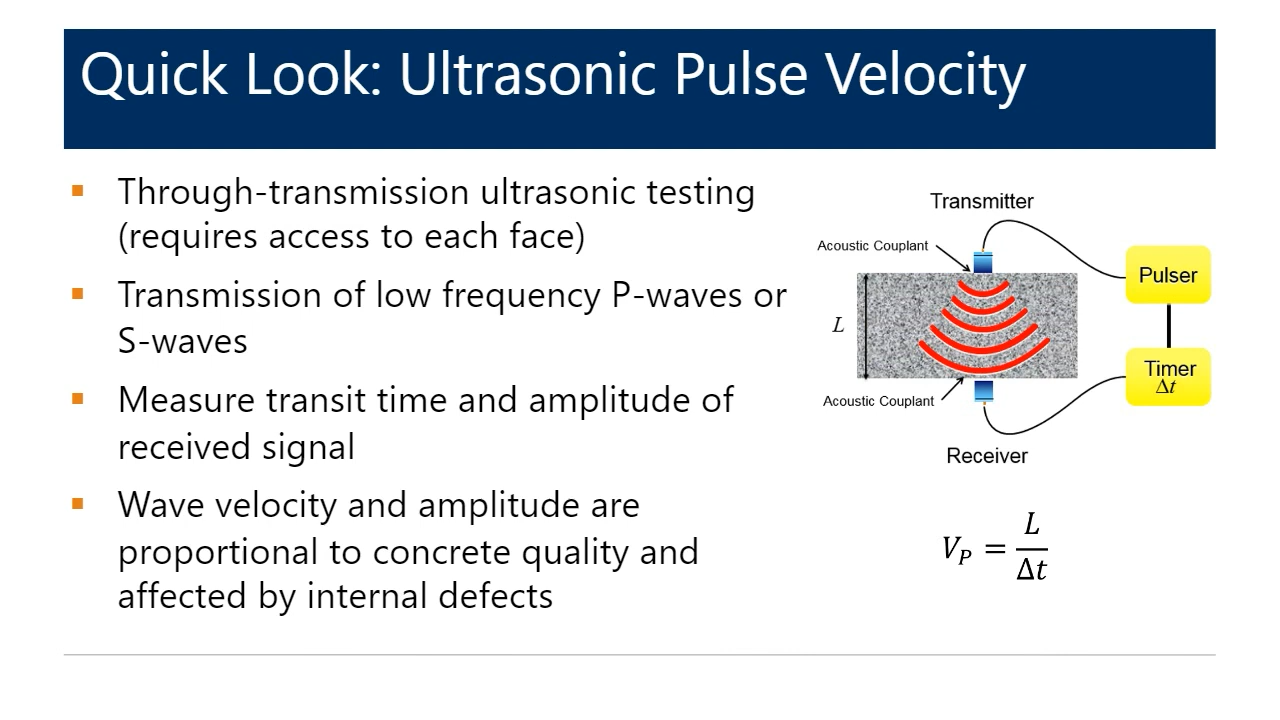 Quick Look: Ultrasonic Pulse Velocity
▪ Through-transmission ultrasonic testing
(requires access to each face)
▪ Transmission of low frequency P-waves or
S-waves
▪ Measure transit time and amplitude of
received signal
▪ Wave velocity and amplitude are
proportional to concrete quality and
affected by internal defects
Transmitter
Acoustic Couplant
Pulser
L
Timer
Δt
Acoustic Couplant
Receiver
V_P = L/Δt